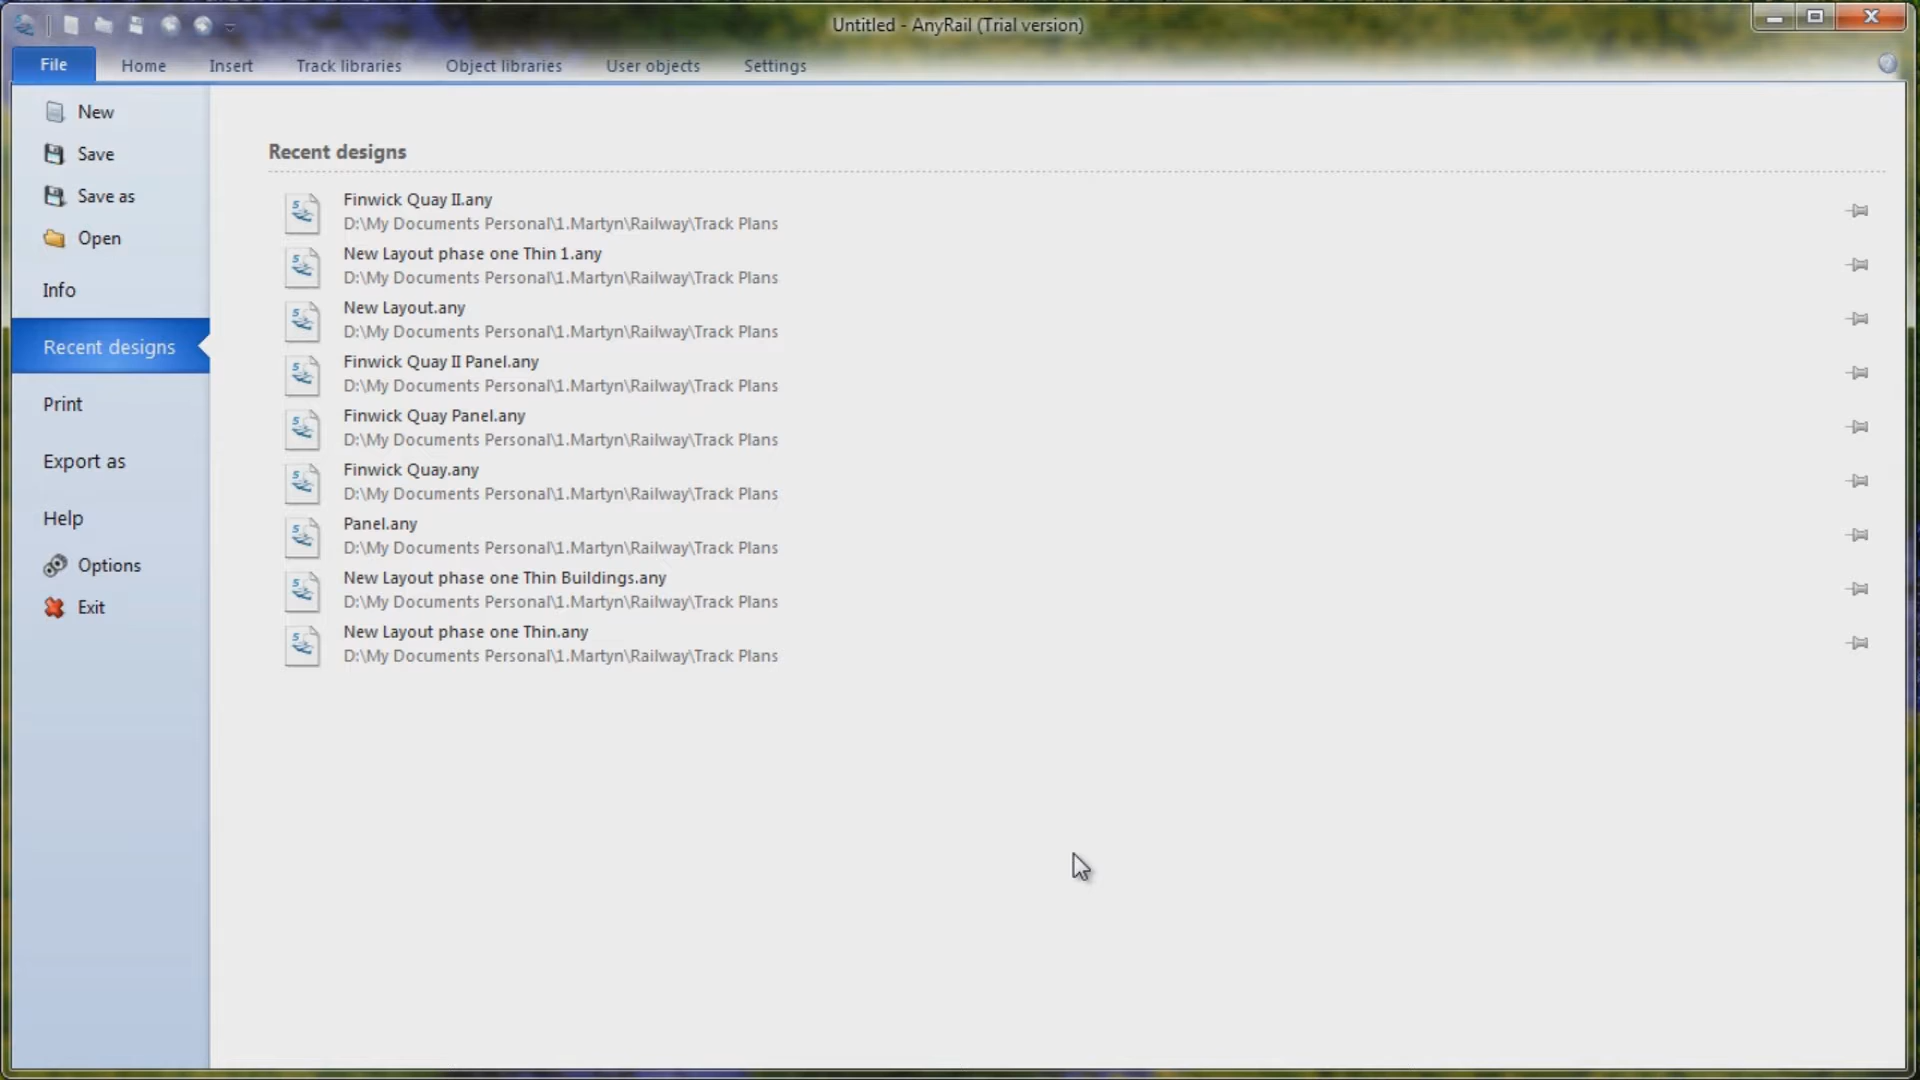 Untitled - AnyRail (Trial version)
File Home Insert Track libraries Object libraries User objects Settings
New
Save
Save as
Open
Info
Recent designs
Print
Export as
Help
Options
Exit
Recent designs
Finwick Quay II.any
D:\My Documents Personal\1.Martyn\Railway\Track Plans
New Layout phase one Thin 1.any
D:\My Documents Personal\1.Martyn\Railway\Track Plans
New Layout.any
D:\My Documents Personal\1.Martyn\Railway\Track Plans
Finwick Quay II Panel.any
D:\My Documents Personal\1.Martyn\Railway\Track Plans
Finwick Quay Panel.any
D:\My Documents Personal\1.Martyn\Railway\Track Plans
Finwick Quay.any
D:\My Documents Personal\1.Martyn\Railway\Track Plans
Panel.any
D:\My Documents Personal\1.Martyn\Railway\Track Plans
New Layout phase one Thin Buildings.any
D:\My Documents Personal\1.Martyn\Railway\Track Plans
New Layout phase one Thin.any
D:\My Documents Personal\1.Martyn\Railway\Track Plans